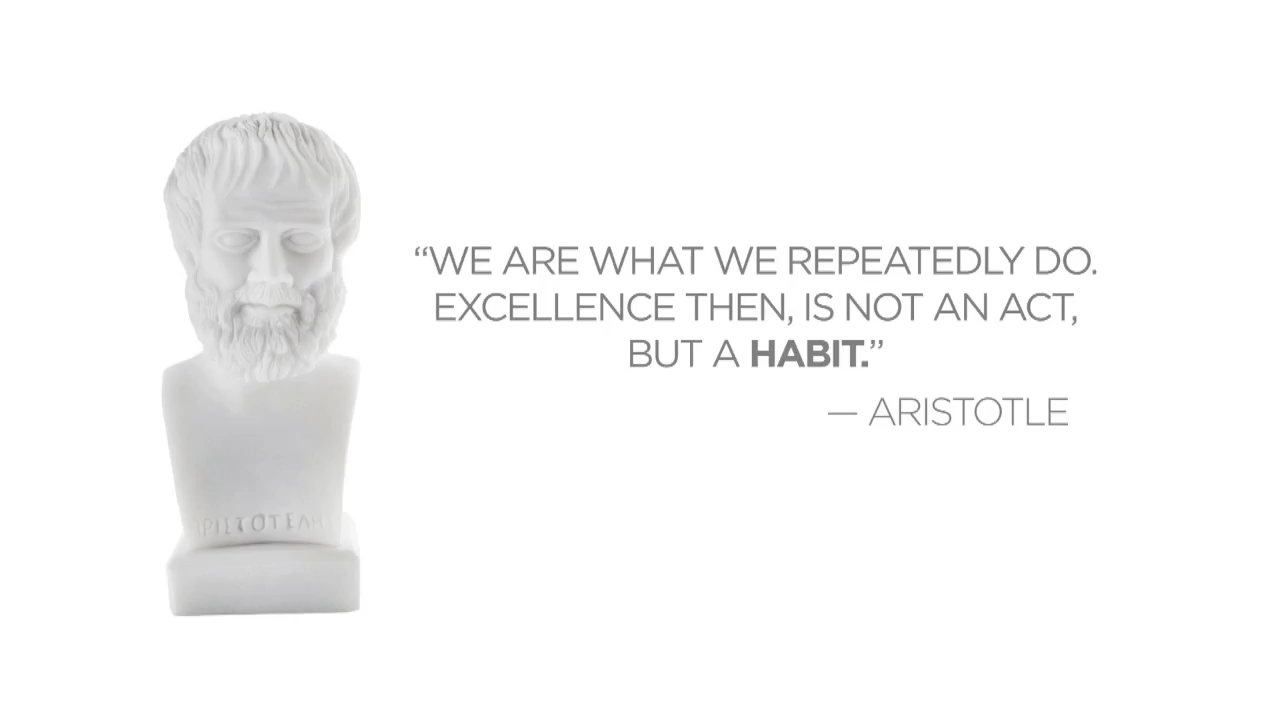 “WE ARE WHAT WE REPEATEDLY DO.
EXCELLENCE THEN, IS NOT AN ACT,
BUT A HABIT.”
— ARISTOTLE